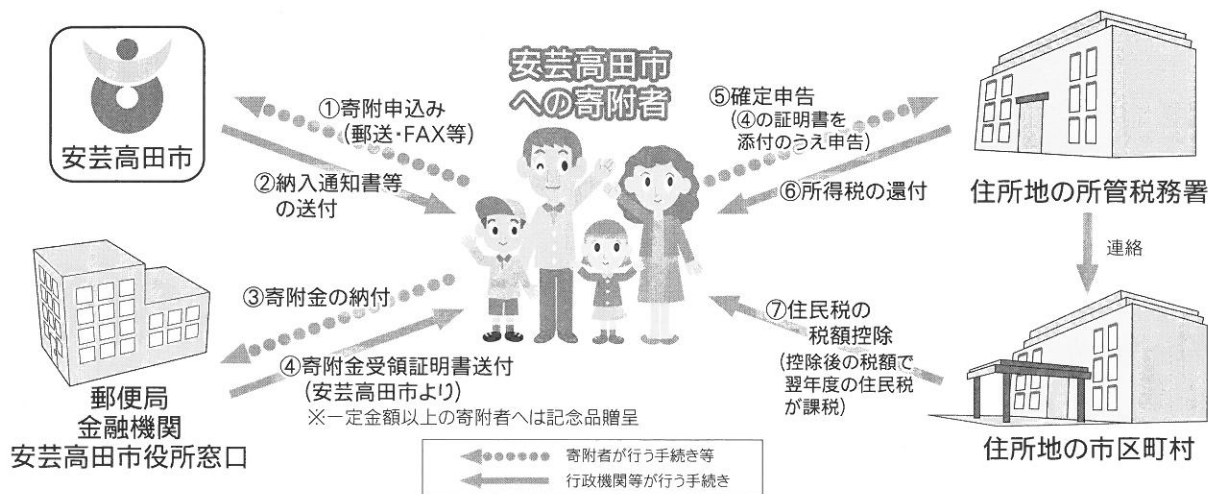 安芸高田市
安芸高田市
への寄附者
①寄附申込み
(郵送・FAX等)
②納入通知書等
の送付
⑤確定申告
(④の証明書を
添付のうえ申告)
⑥所得税の還付
住所地の所管税務署
連絡
③寄附金の納付
④寄附金受領証明書送付
(安芸高田市より)
※一定金額以上の寄附者へは記念品贈呈
郵便局
金融機関
安芸高田市役所窓口
⑦住民税の
税額控除
(控除後の税額で
翌年度の住民税
が課税)
住所地の市区町村
寄附者が行う手続き等
行政機関等が行う手続き